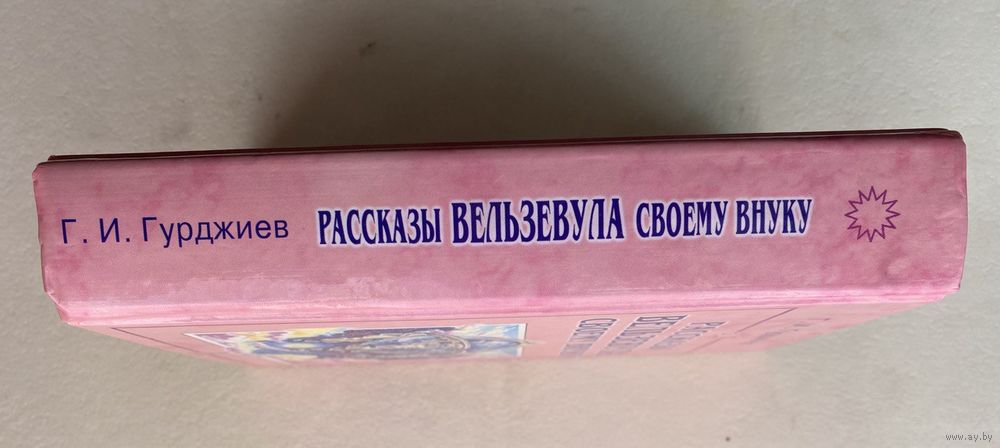 Г. И. Гурджиев РАССКАЗЫ ВЕЛЬЗЕВУЛА СВОЕМУ ВНУКУ
www.ay.by